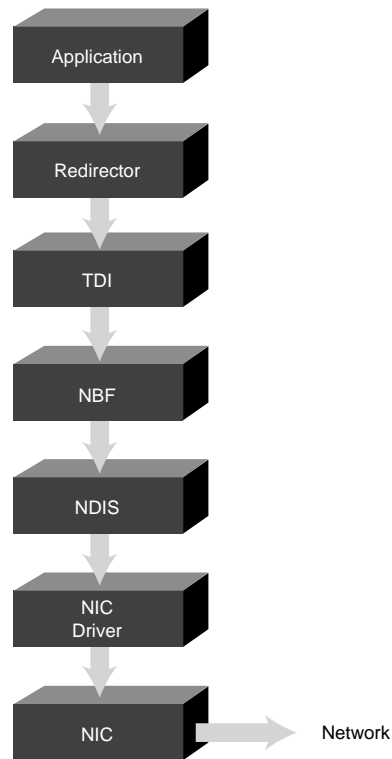 Application
Redirector
TDI
NBF
NDIS
NIC
Driver
NIC
Network